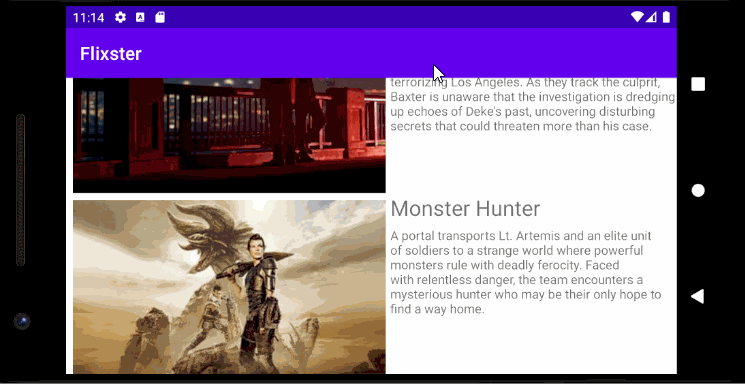 11:14
Flixster
terrorizing Los Angeles. As they track the culprit,
Baxter is unaware that the investigation is dredging
up echoes of Deke's past, uncovering disturbing
secrets that could threaten more than his case.
Monster Hunter
A portal transports Lt. Artemis and an elite unit
of soldiers to a strange world where powerful
monsters rule with deadly ferocity. Faced
with relentless danger, the team encounters a
mysterious hunter who may be their only hope to
find a way home.